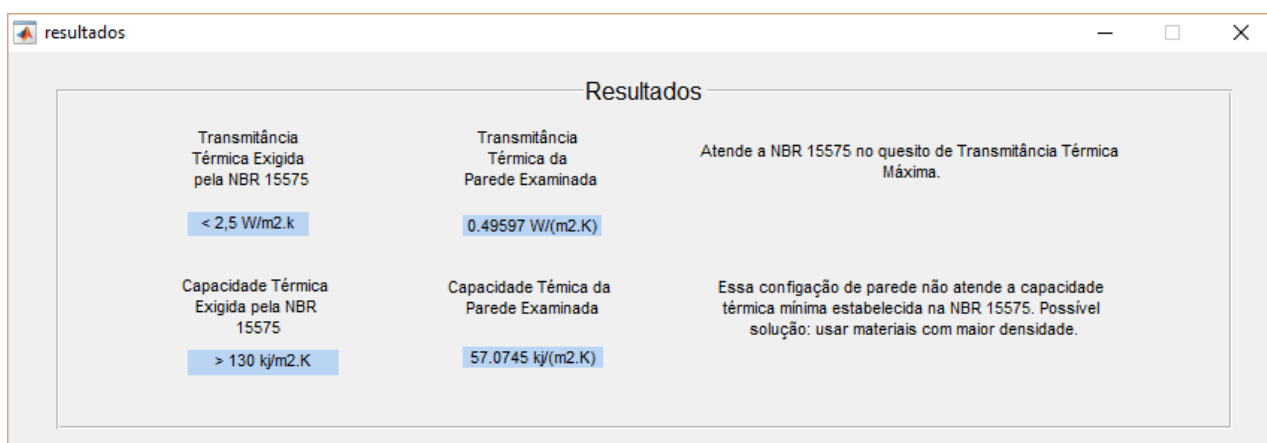 resultados
Resultados
Transmitância
Térmica Exigida
pela NBR 15575
Transmitância
Térmica da
Parede Examinada
Atende a NBR 15575 no quesito de Transmitância Térmica
Máxima.
< 2,5 W/m2.k
0.49597 W/(m2.K)
Capacidade Térmica
Exigida pela NBR
15575
Capacidade Témica da
Parede Examinada
Essa configação de parede não atende a capacidade
térmica mínima estabelecida na NBR 15575. Possível
solução: usar materiais com maior densidade.
> 130 kj/m2.K
57.0745 kj/(m2.K)